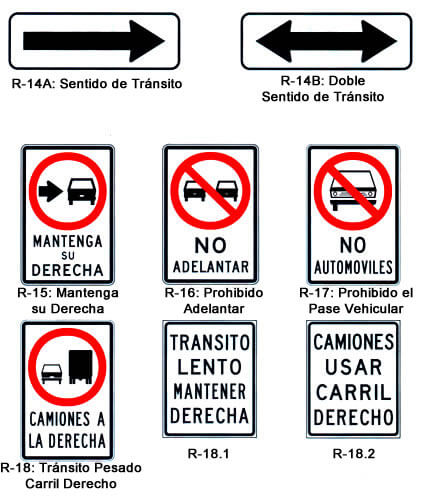 R-14A: Sentido de Tránsito
R-14B: Doble
Sentido de Tránsito
MANTENGA
SU
DERECHA
R-15: Mantenga
su Derecha
NO
ADELANTAR
R-16: Prohibido
Adelantar
NO
AUTOMOVILES
R-17: Prohibido el
Pase Vehicular
CAMIONES A
LA DERECHA
R-18: Tránsito Pesado
Carril Derecho
TRANSITO
LENTO
MANTENER
DERECHA
R-18.1
CAMIONES
USAR
CARRIL
DERECHO
R-18.2